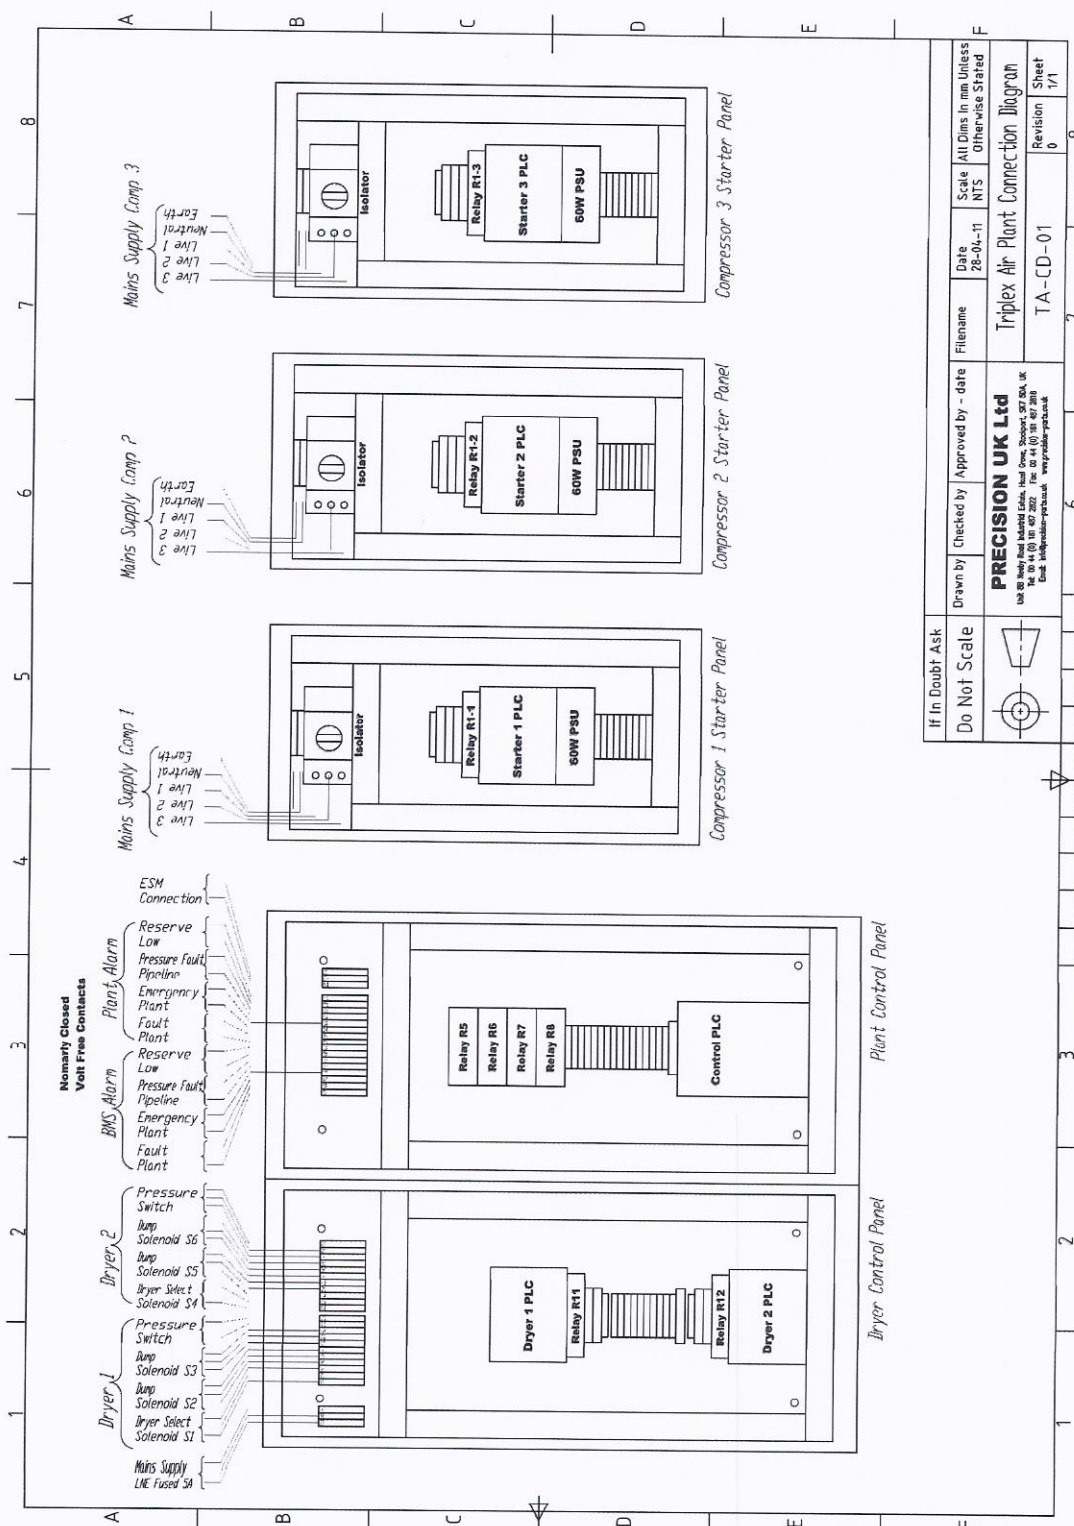 1
2
3
4
5
6
7
8
A
B
C
D
E
F
Nomarly Closed
Volt Free Contacts
Mains Supply
LNE Fused 5A
Dryer 1
Dryer Select
Solenoid S1
Dump
Solenoid S2
Dump
Solenoid S3
Pressure
Switch
Dryer 2
Dryer Select
Solenoid S4
Dump
Solenoid S5
Dump
Solenoid S6
Pressure
Switch
BMS Alarm
Fault
Plant
Emergency
Plant
Pressure Fault
Pipeline
Reserve
Low
Plant Alarm
Fault
Plant
Emergency
Plant
Pressure Fault
Pipeline
Reserve
Low
ESM
Connection
Mains Supply Comp 1
Live 3
Live 2
Live 1
Neutral
Earth
Mains Supply Comp 2
Live 3
Live 2
Live 1
Neutral
Earth
Mains Supply Comp 3
Live 3
Live 2
Live 1
Neutral
Earth
Dryer 1 PLC
Relay R11
Relay R12
Dryer 2 PLC
Dryer Control Panel
Relay R5
Relay R6
Relay R7
Relay R8
Control PLC
Plant Control Panel
Isolator
Relay R1-1
Starter 1 PLC
60W PSU
Compressor 1 Starter Panel
Isolator
Relay R1-2
Starter 2 PLC
60W PSU
Compressor 2 Starter Panel
Isolator
Relay R1-3
Starter 3 PLC
60W PSU
Compressor 3 Starter Panel
If In Doubt Ask
Do Not Scale
Drawn by
Checked by
Approved by - date
Filename
Date
28-04-11
Scale
NTS
All Dims In mm Unless
Otherwise Stated
PRECISION UK Ltd
Triplex Air Plant Connection Diagram
TA-CD-01
Revision
0
Sheet
1/1
A
B
C
D
E
F
1
2
3
6
7
8